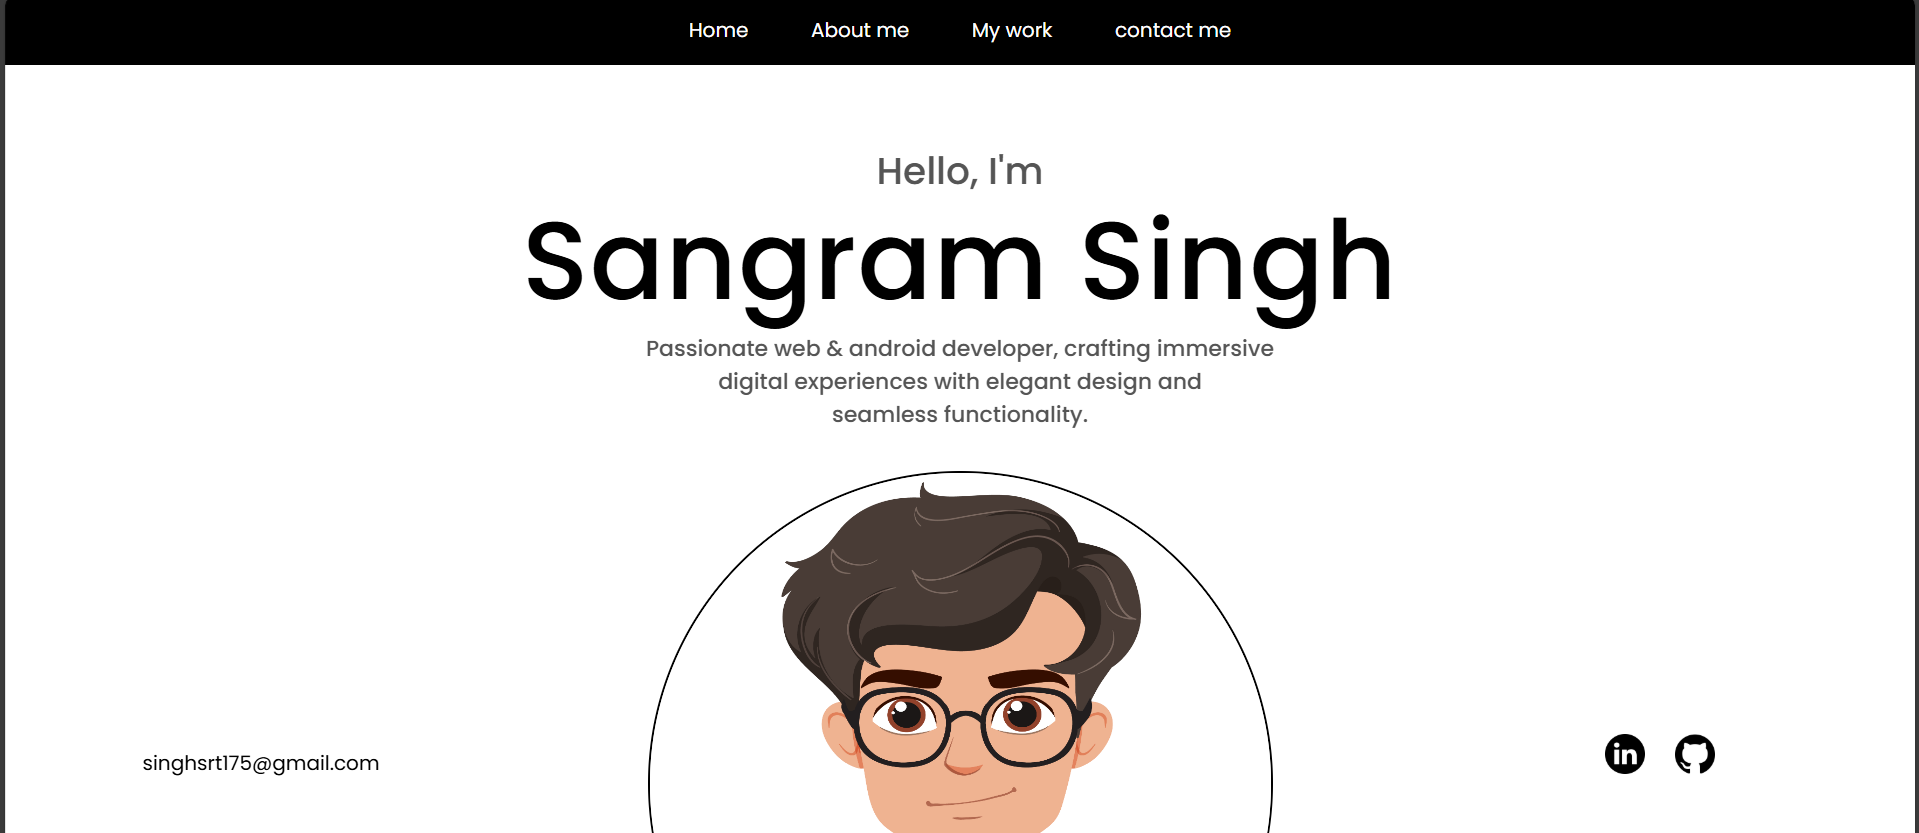 Home About me My work contact me
Hello, I'm
Sangram Singh
Passionate web & android developer, crafting immersive
digital experiences with elegant design and
seamless functionality.
singhsrt175@gmail.com
in